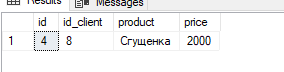 Results Messages
id id_client product price
1 4 8 Сгущенка 2000